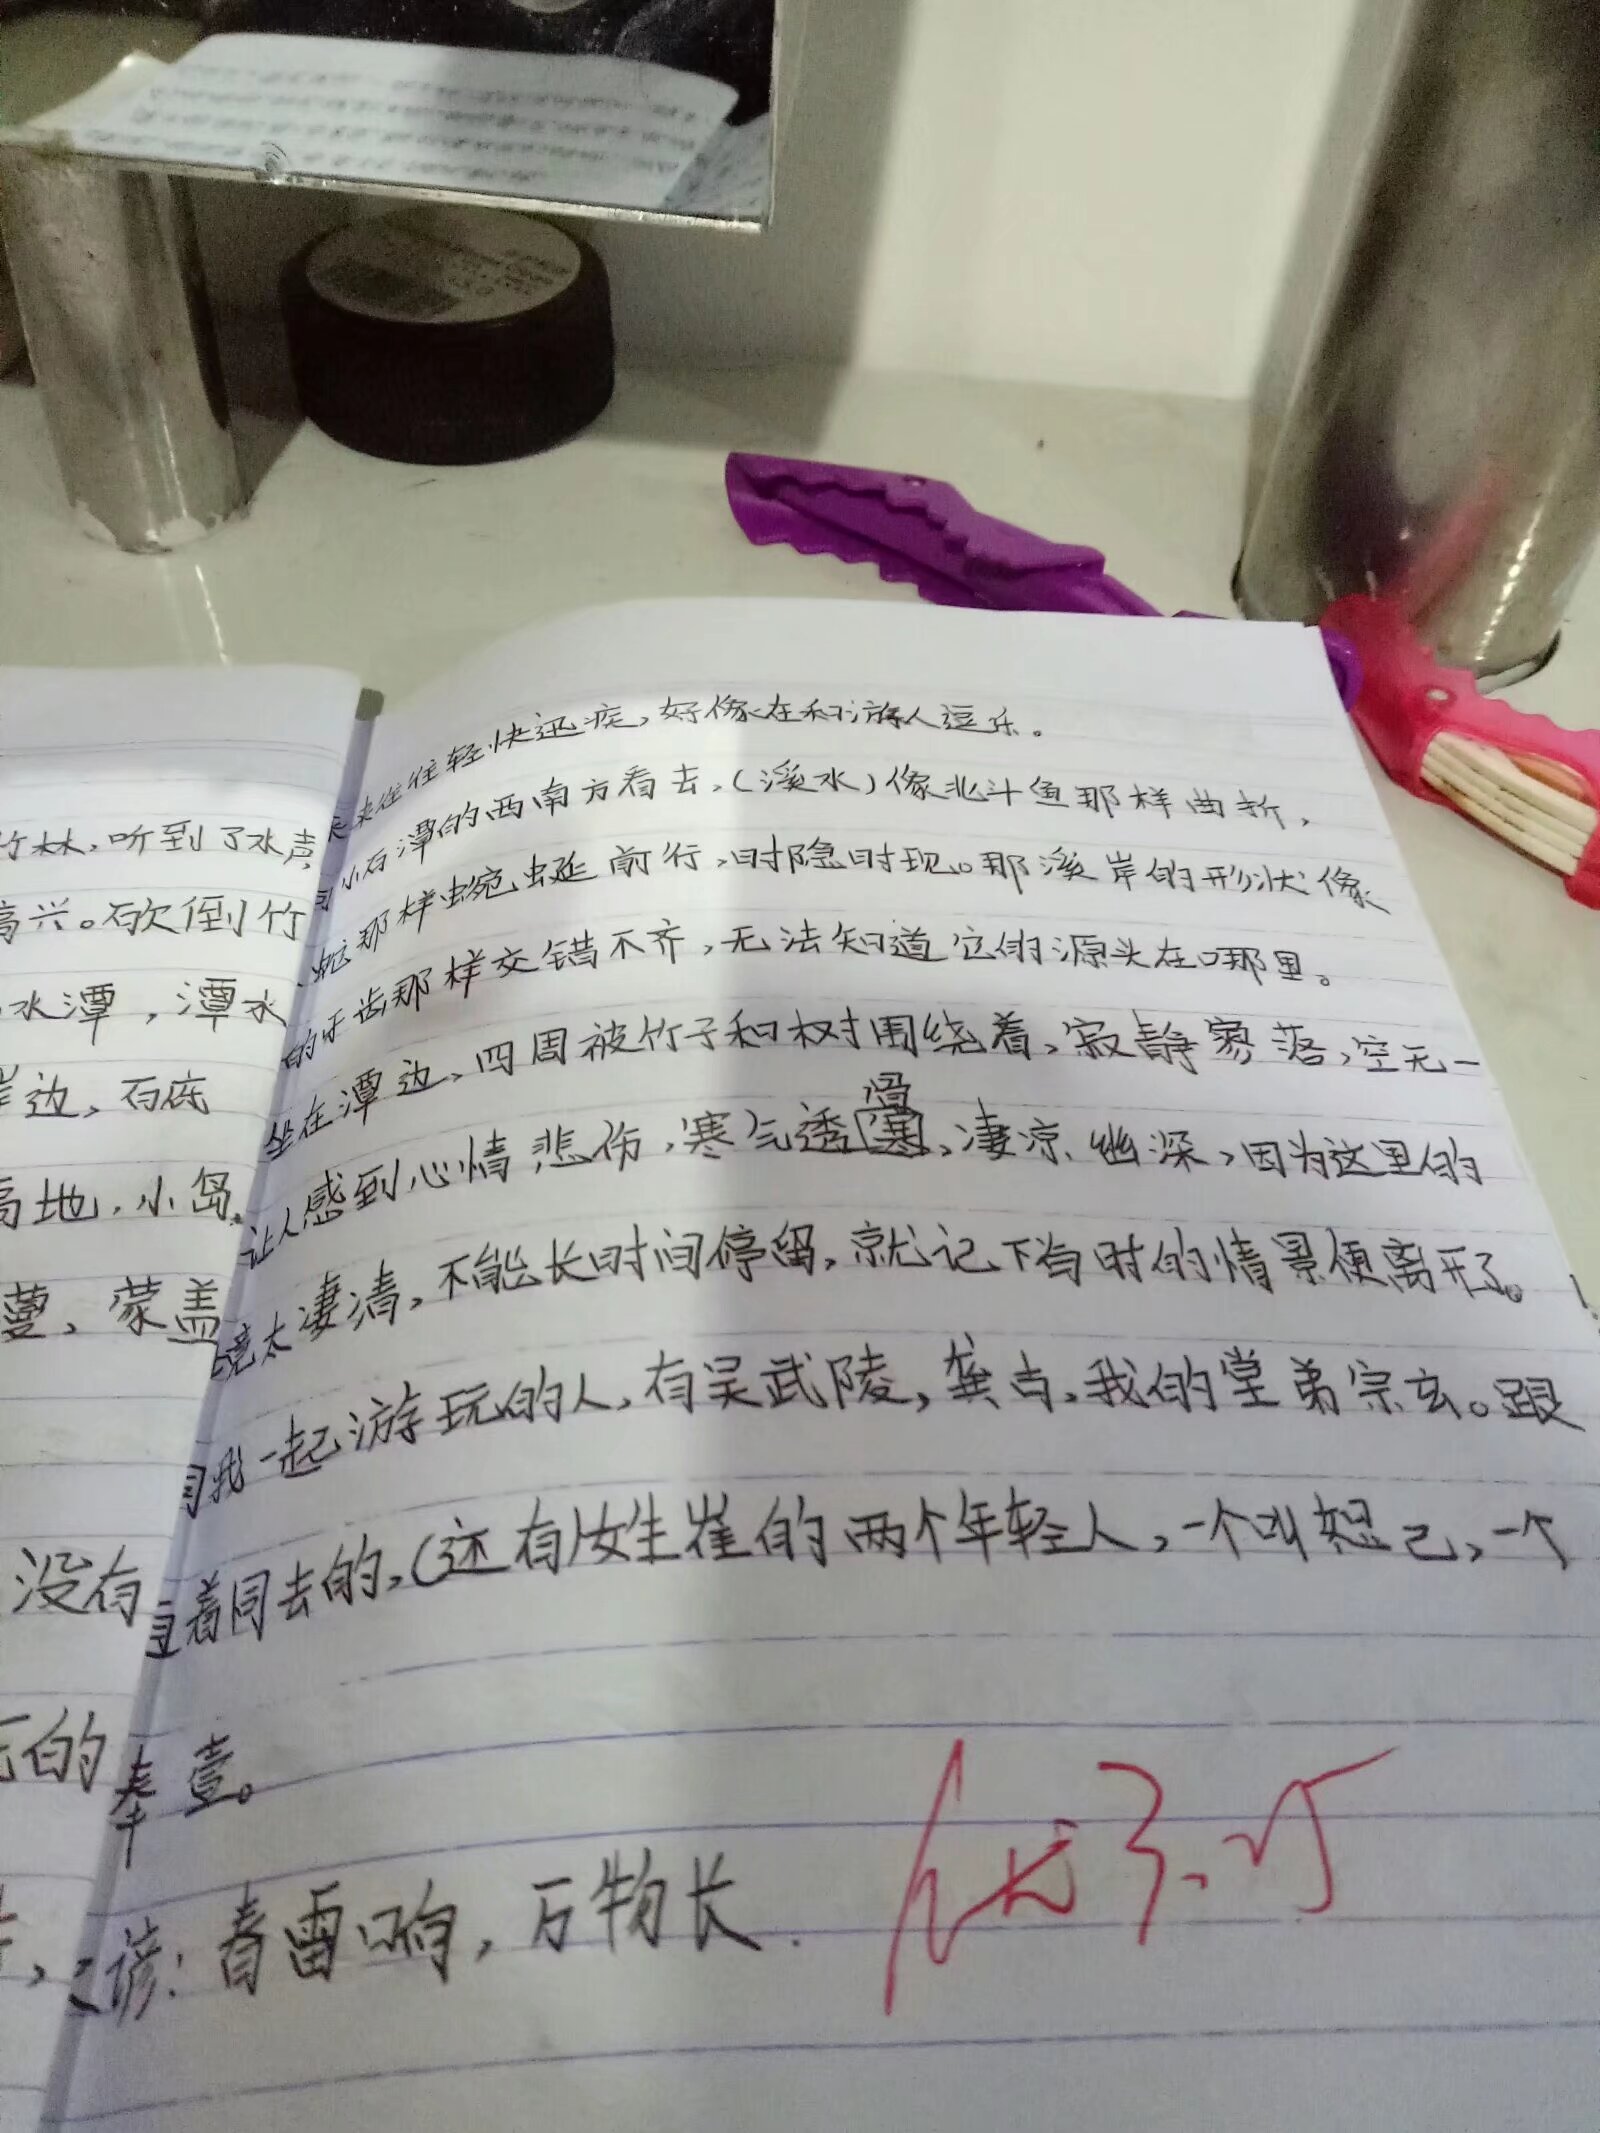 竹林,听到了水声
高兴。砍倒竹
水潭,潭水
岸边,石底
高地,小岛
蔓,蒙盖
没有
的
来往往轻快迅疾,好像在和游人逗乐。
向小石潭的西南方看去,(溪水)像北斗鱼那样曲折,
蛇那样蜿蜒前行,时隐时现。那溪岸的形状像
的牙齿那样交错不齐,无法知道它的源头在哪里。
坐在潭边,四周被竹子和树围绕着,寂静寥落,空无一
骨
让人感到心情悲伤,寒气透寒,凄凉、幽深,因为这里的
境太凄清,不能长时间停留,就记下当时的情景便离开了。
同我一起游玩的人,有吴武陵,龚古,我的堂弟宗玄。跟
着同去的,(还有)女生崔的两个年轻人,一个叫恕己,一个
奉壹。
谚:春雷响,万物长.
优 3.